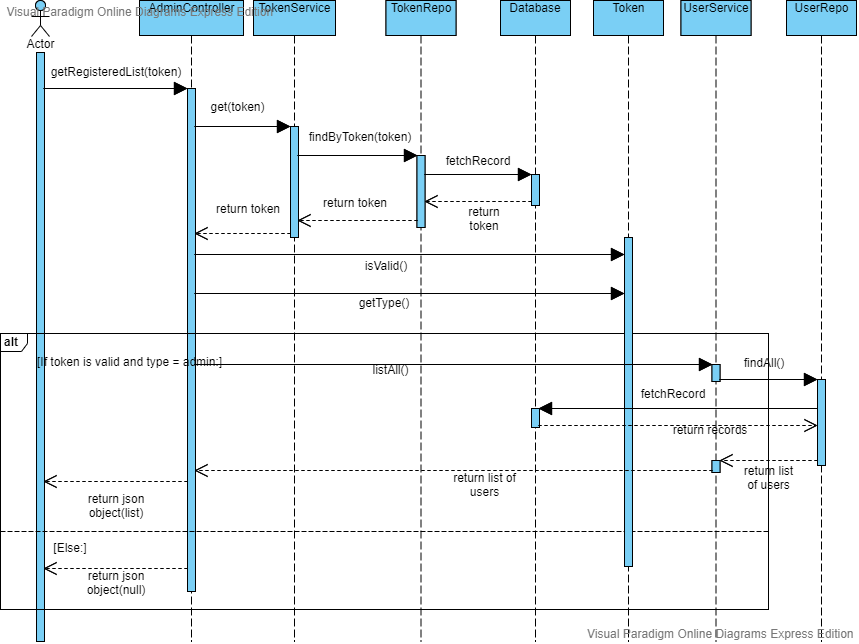 Visual Paradigm Online Diagrams Express Edition
AdminController
TokenService
TokenRepo
Database
Token
UserService
UserRepo
Actor
getRegisteredList(token)
get(token)
findByToken(token)
fetchRecord
return token
return token
return
token
isValid()
getType()
alt
[If token is valid and type = admin:]
listAll()
findAll()
fetchRecord
return records
return list of
users
return list
of users
return json
object(list)
[Else:]
return json
object(null)
Visual Paradigm Online Diagrams Express Edition